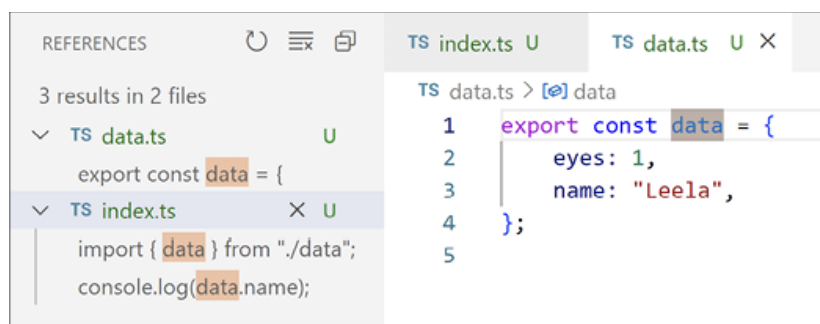 REFERENCES
3 results in 2 files
TS data.ts U
export const data = {
TS index.ts U
import { data } from "./data";
console.log(data.name);
TS index.ts U TS data.ts U
TS data.ts > data
1 export const data = {
2 eyes: 1,
3 name: "Leela",
4 };
5